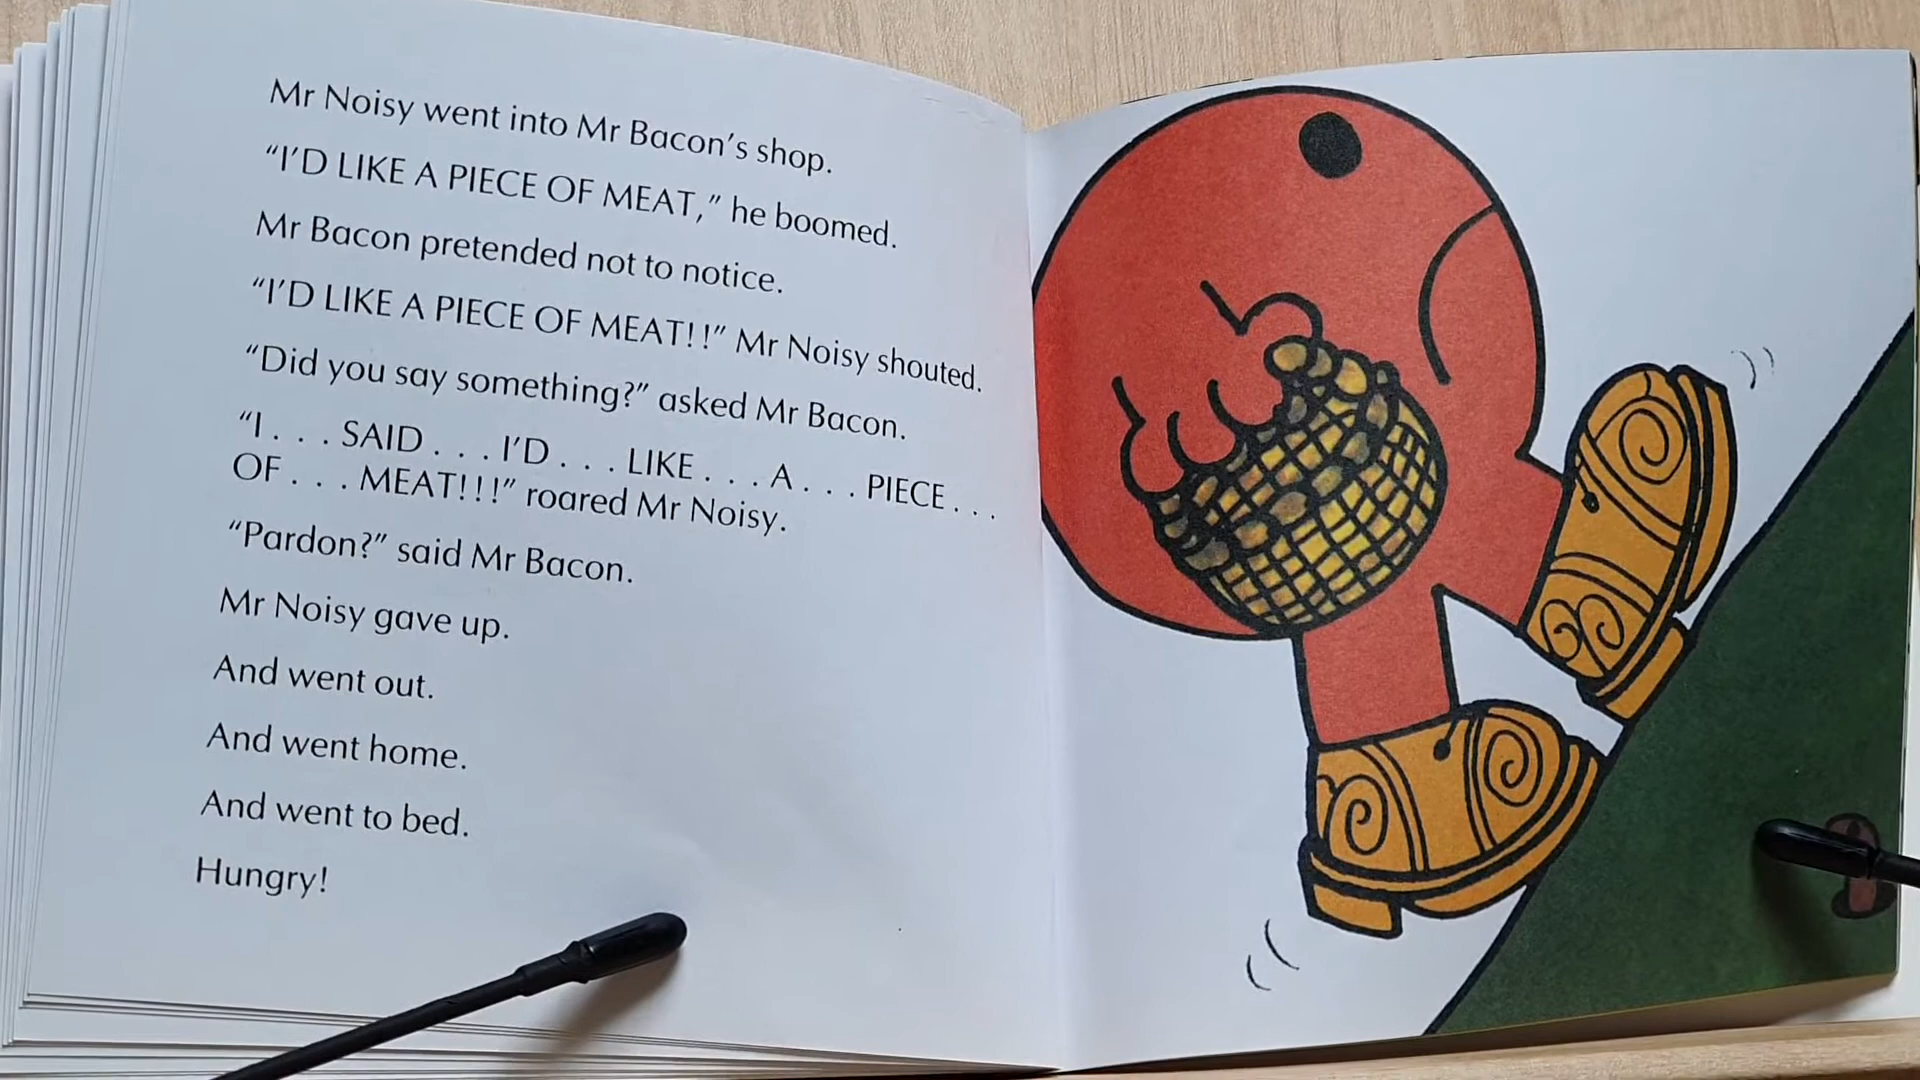 Mr Noisy went into Mr Bacon’s shop.
“I’D LIKE A PIECE OF MEAT,” he boomed.
Mr Bacon pretended not to notice.
“I’D LIKE A PIECE OF MEAT!!” Mr Noisy shouted.
“Did you say something?” asked Mr Bacon.
“I . . . SAID . . . I’D . . . LIKE . . . A . . . PIECE . . .
OF . . . MEAT!!!” roared Mr Noisy.
“Pardon?” said Mr Bacon.
Mr Noisy gave up.
And went out.
And went home.
And went to bed.
Hungry!